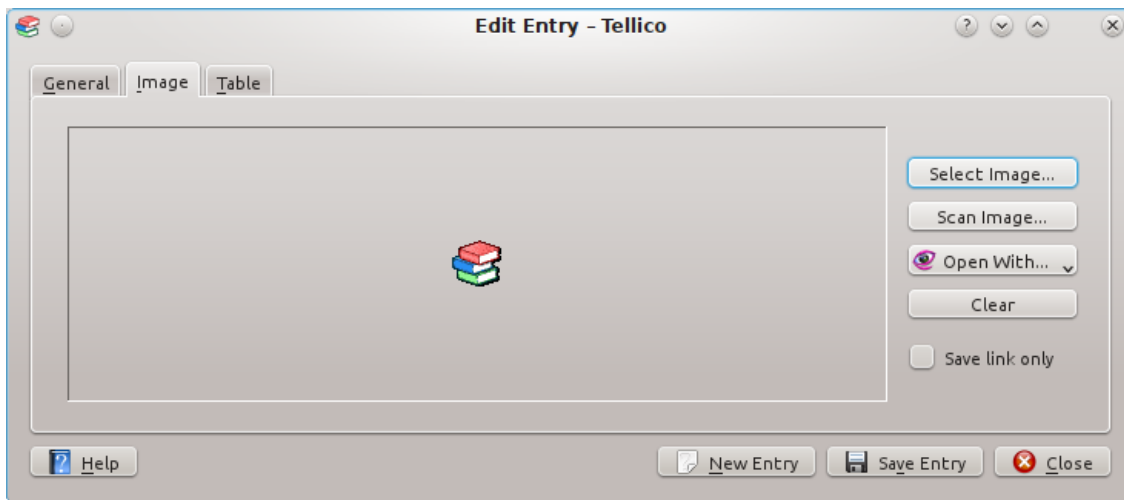 Edit Entry – Tellico
General Image Table
Select Image...
Scan Image...
Open With...
Clear
Save link only
Help New Entry Save Entry Close